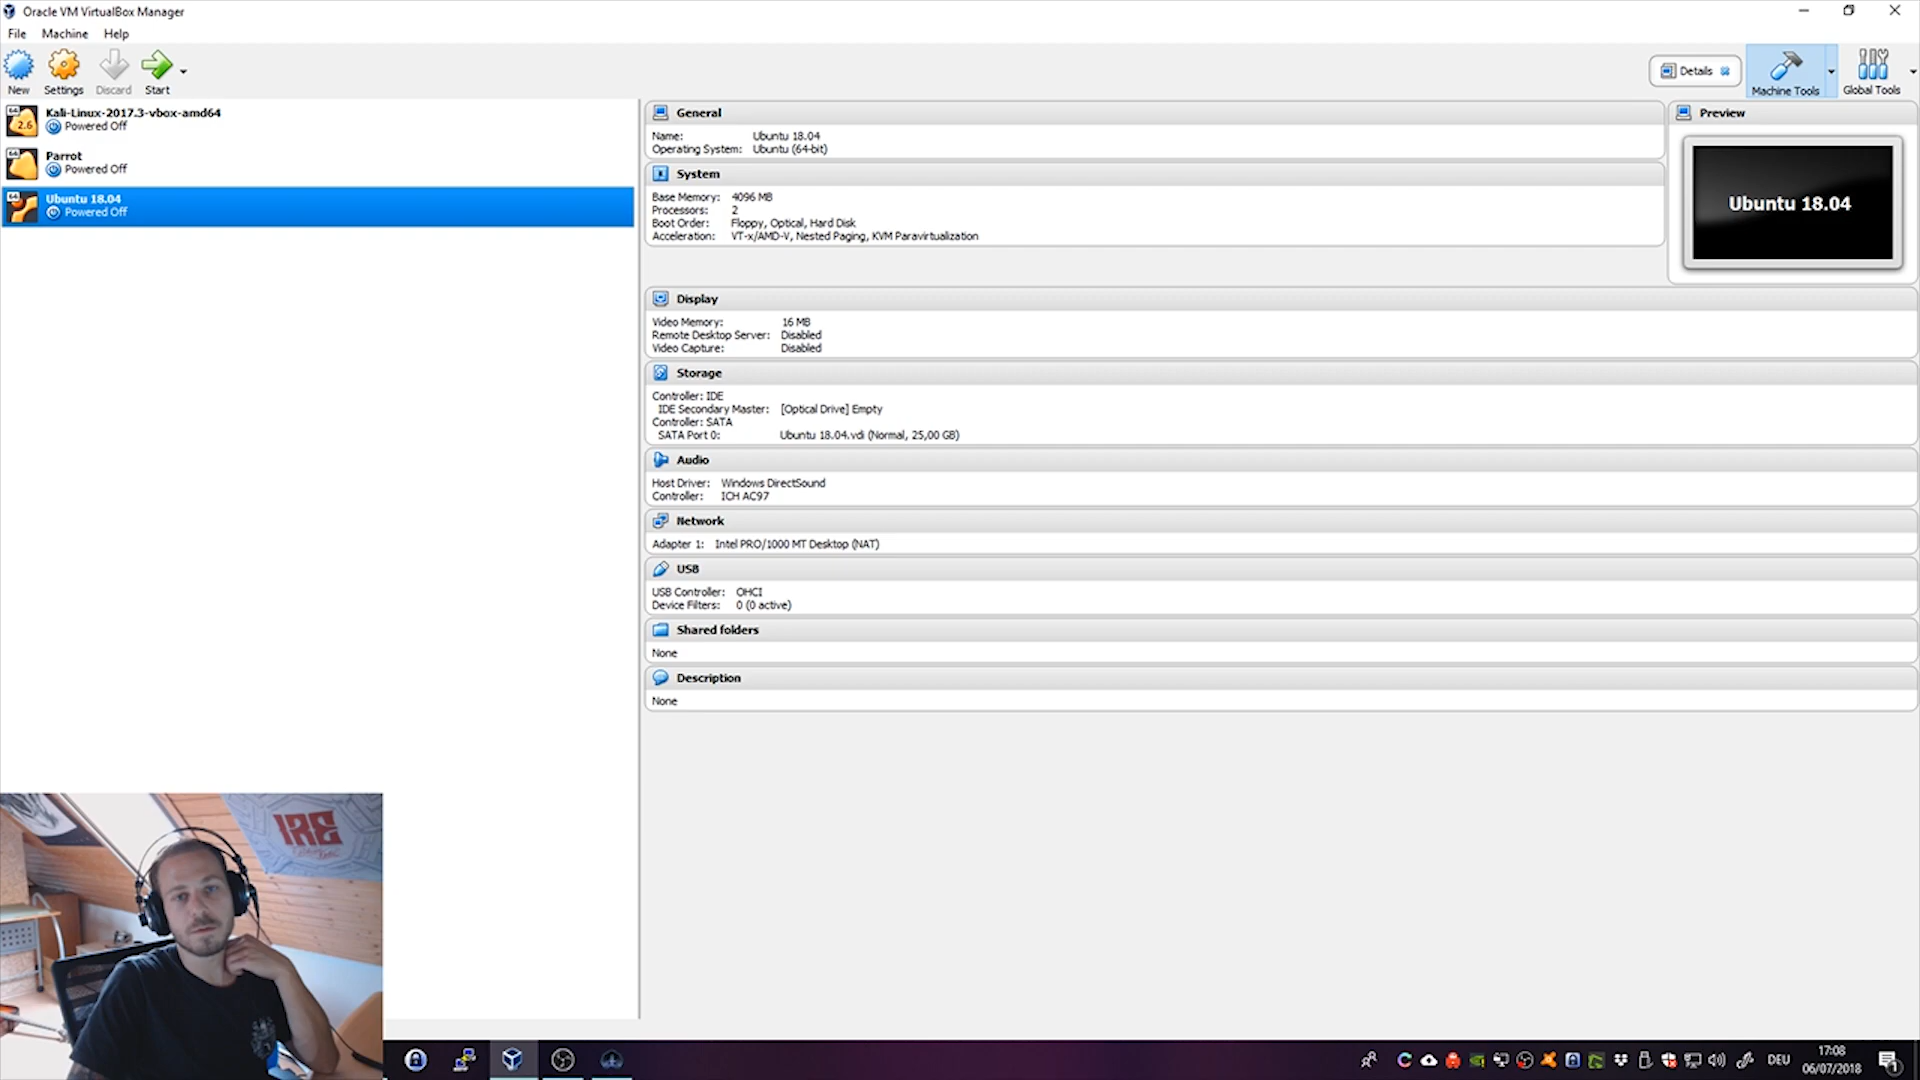 Oracle VM VirtualBox Manager
File Machine Help
New Settings Discard Start
Details Machine Tools Global Tools
64 2.6 Kali-Linux-2017.3-vbox-amd64
Powered Off
64 Parrot
Powered Off
64 Ubuntu 18.04
Powered Off
General
Name: Ubuntu 18.04
Operating System: Ubuntu (64-bit)
Preview
Ubuntu 18.04
System
Base Memory: 4096 MB
Processors: 2
Boot Order: Floppy, Optical, Hard Disk
Acceleration: VT-x/AMD-V, Nested Paging, KVM Paravirtualization
Display
Video Memory: 16 MB
Remote Desktop Server: Disabled
Video Capture: Disabled
Storage
Controller: IDE
IDE Secondary Master: [Optical Drive] Empty
Controller: SATA
SATA Port 0: Ubuntu 18.04.vdi (Normal, 25,00 GB)
Audio
Host Driver: Windows DirectSound
Controller: ICH AC97
Network
Adapter 1: Intel PRO/1000 MT Desktop (NAT)
USB
USB Controller: OHCI
Device Filters: 0 (0 active)
Shared folders
None
Description
None
IRE
DEU
17:08
06/07/2018
1